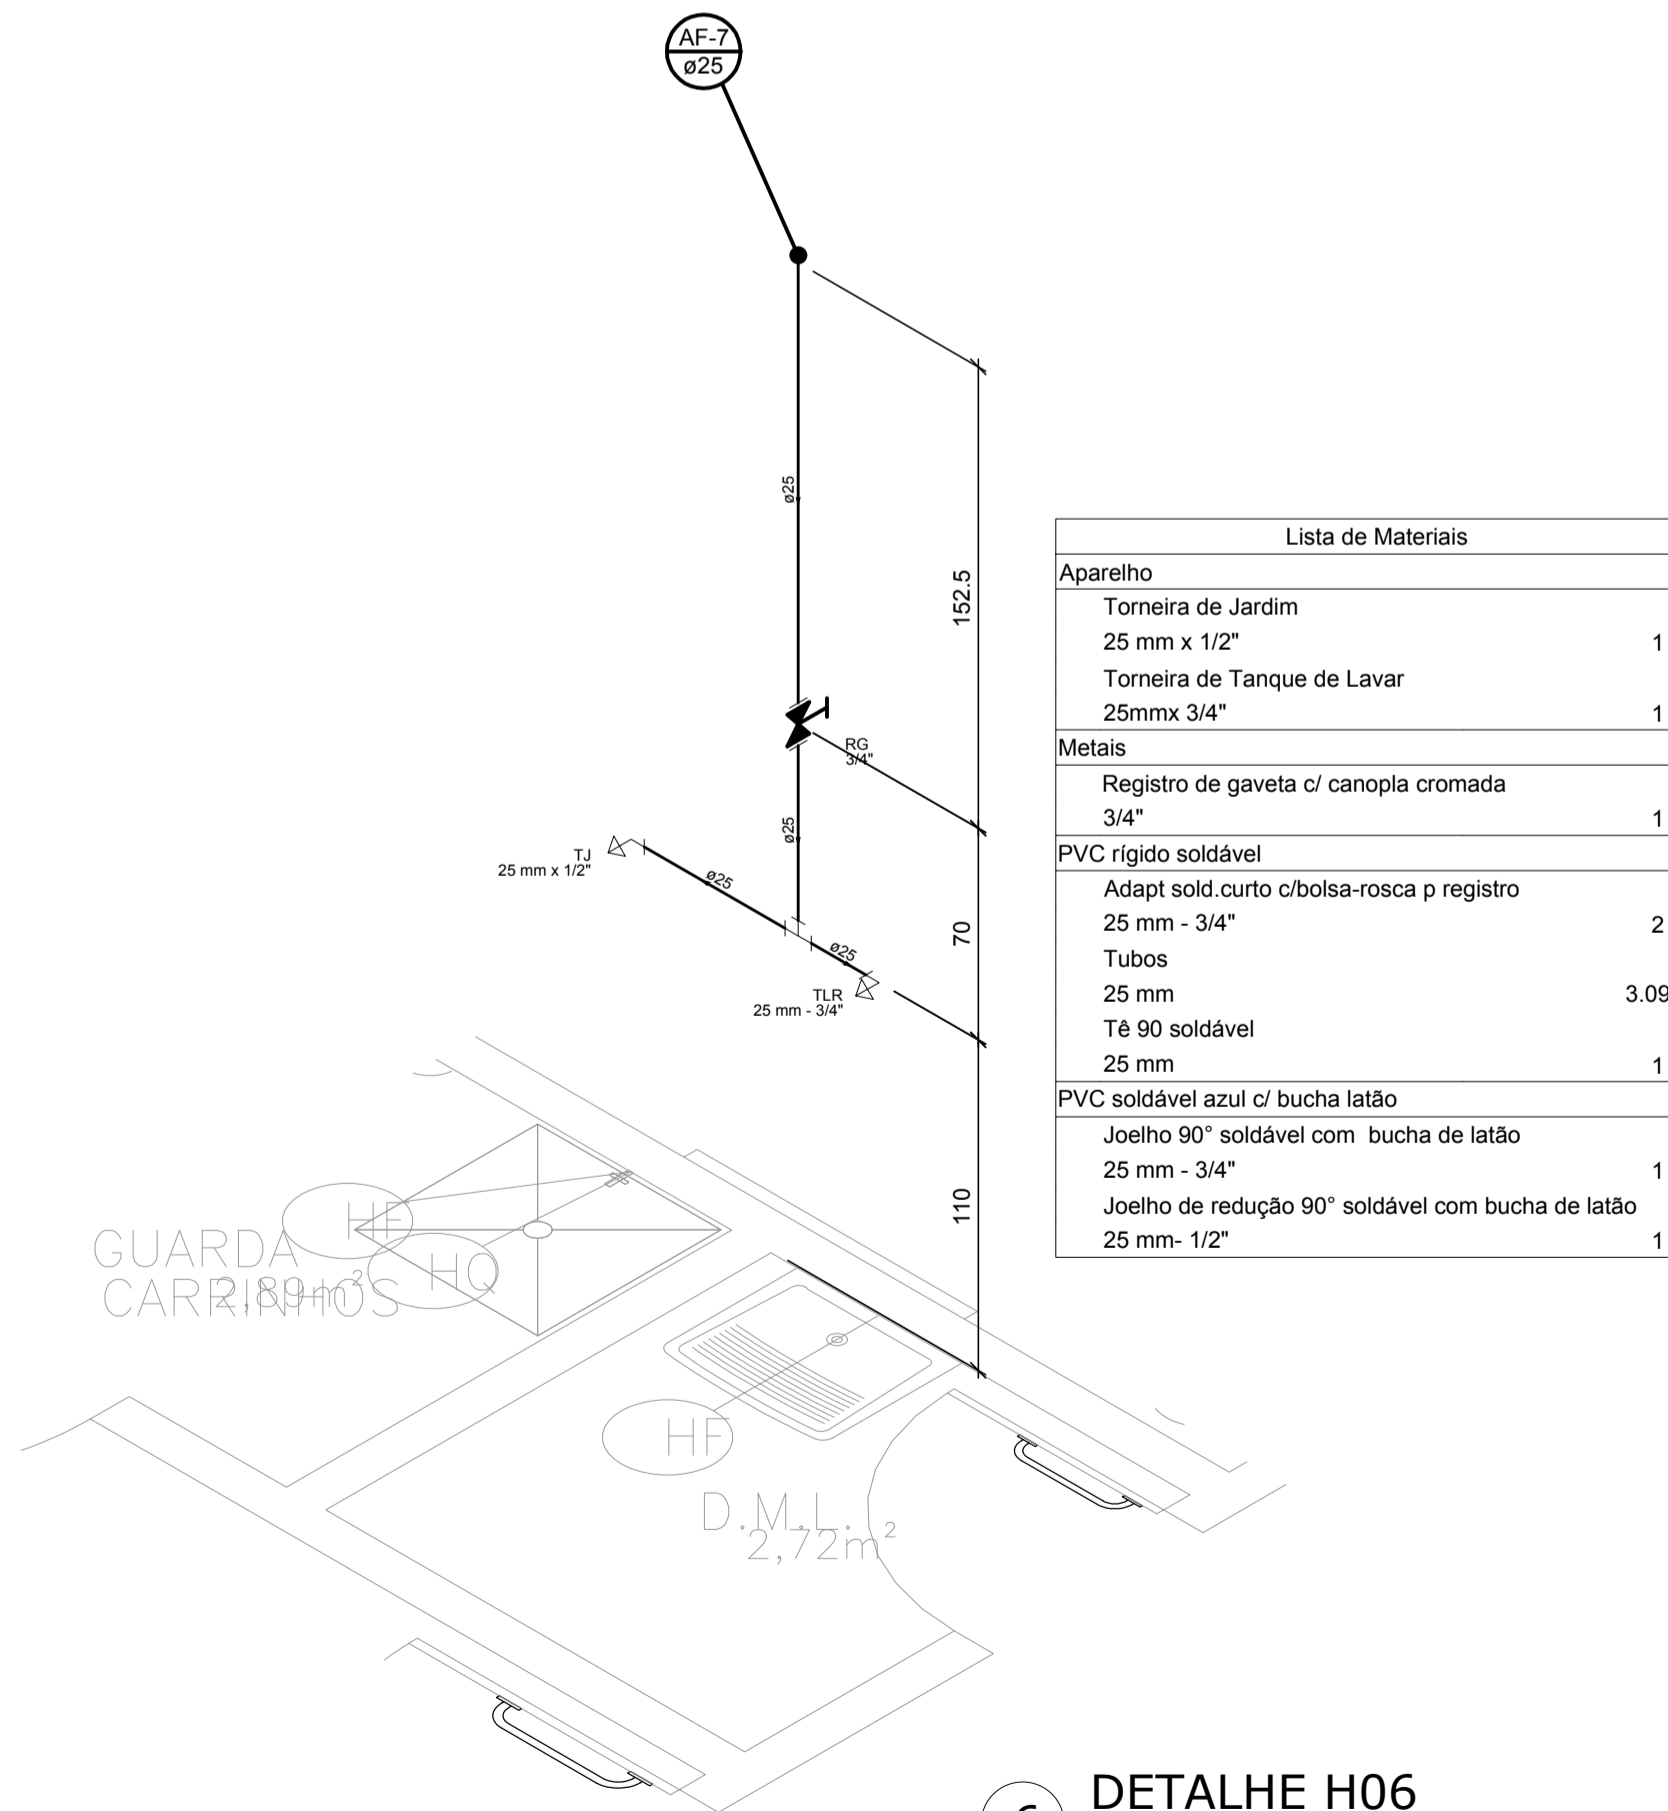 AF-7
ø25
ø25
152.5
RG
3/4"
ø25
TJ
25 mm x 1/2"
ø25
70
ø25
TLR
25 mm - 3/4"
110
Lista de Materiais
Aparelho
Torneira de Jardim
25 mm x 1/2" 1
Torneira de Tanque de Lavar
25mmx 3/4" 1
Metais
Registro de gaveta c/ canopla cromada
3/4" 1
PVC rígido soldável
Adapt sold.curto c/bolsa-rosca p registro
25 mm - 3/4" 2
Tubos
25 mm 3.09
Tê 90 soldável
25 mm 1
PVC soldável azul c/ bucha latão
Joelho 90° soldável com bucha de latão
25 mm - 3/4" 1
Joelho de redução 90° soldável com bucha de latão
25 mm- 1/2" 1
HF
HQ
GUARDA
CARRINHOS
2,89m²
HF
D.M.L.
2,72m²
6
DETALHE H06